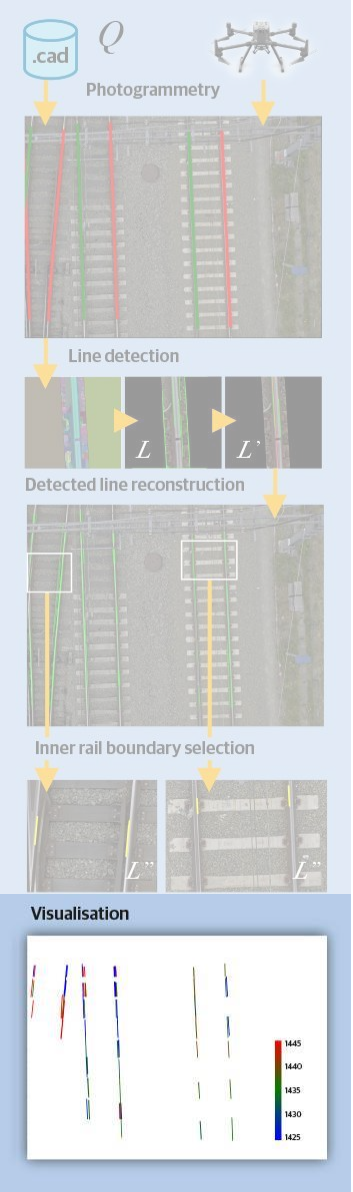 .cad Q
Photogrammetry
Line detection
L L’
Detected line reconstruction
Inner rail boundary selection
L” L”
Visualisation
1445
1440
1435
1430
1425